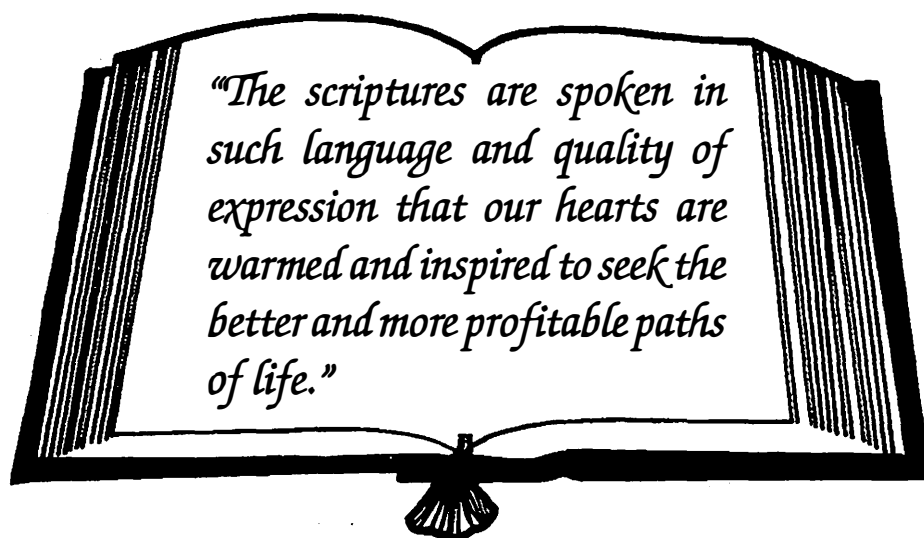 “‘The scriptures are spoken in
such language and quality of
expression that our hearts are
warmed and inspired to seek the
better and more profitable paths
of life.”